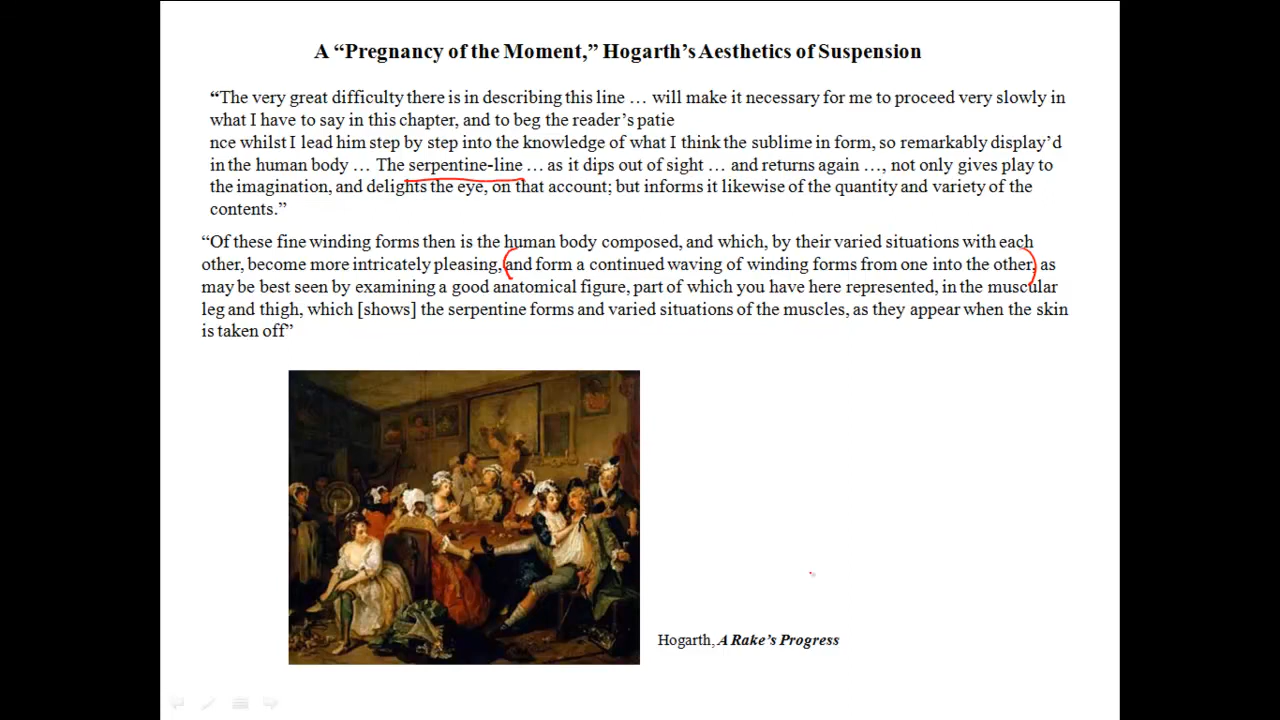 A “Pregnancy of the Moment,” Hogarth’s Aesthetics of Suspension
“The very great difficulty there is in describing this line … will make it necessary for me to proceed very slowly in
what I have to say in this chapter, and to beg the reader’s patie
nce whilst I lead him step by step into the knowledge of what I think the sublime in form, so remarkably display’d
in the human body … The serpentine-line … as it dips out of sight … and returns again …, not only gives play to
the imagination, and delights the eye, on that account; but informs it likewise of the quantity and variety of the
contents.”
“Of these fine winding forms then is the human body composed, and which, by their varied situations with each
other, become more intricately pleasing, and form a continued waving of winding forms from one into the other, as
may be best seen by examining a good anatomical figure, part of which you have here represented, in the muscular
leg and thigh, which [shows] the serpentine forms and varied situations of the muscles, as they appear when the skin
is taken off”
Hogarth, A Rake’s Progress